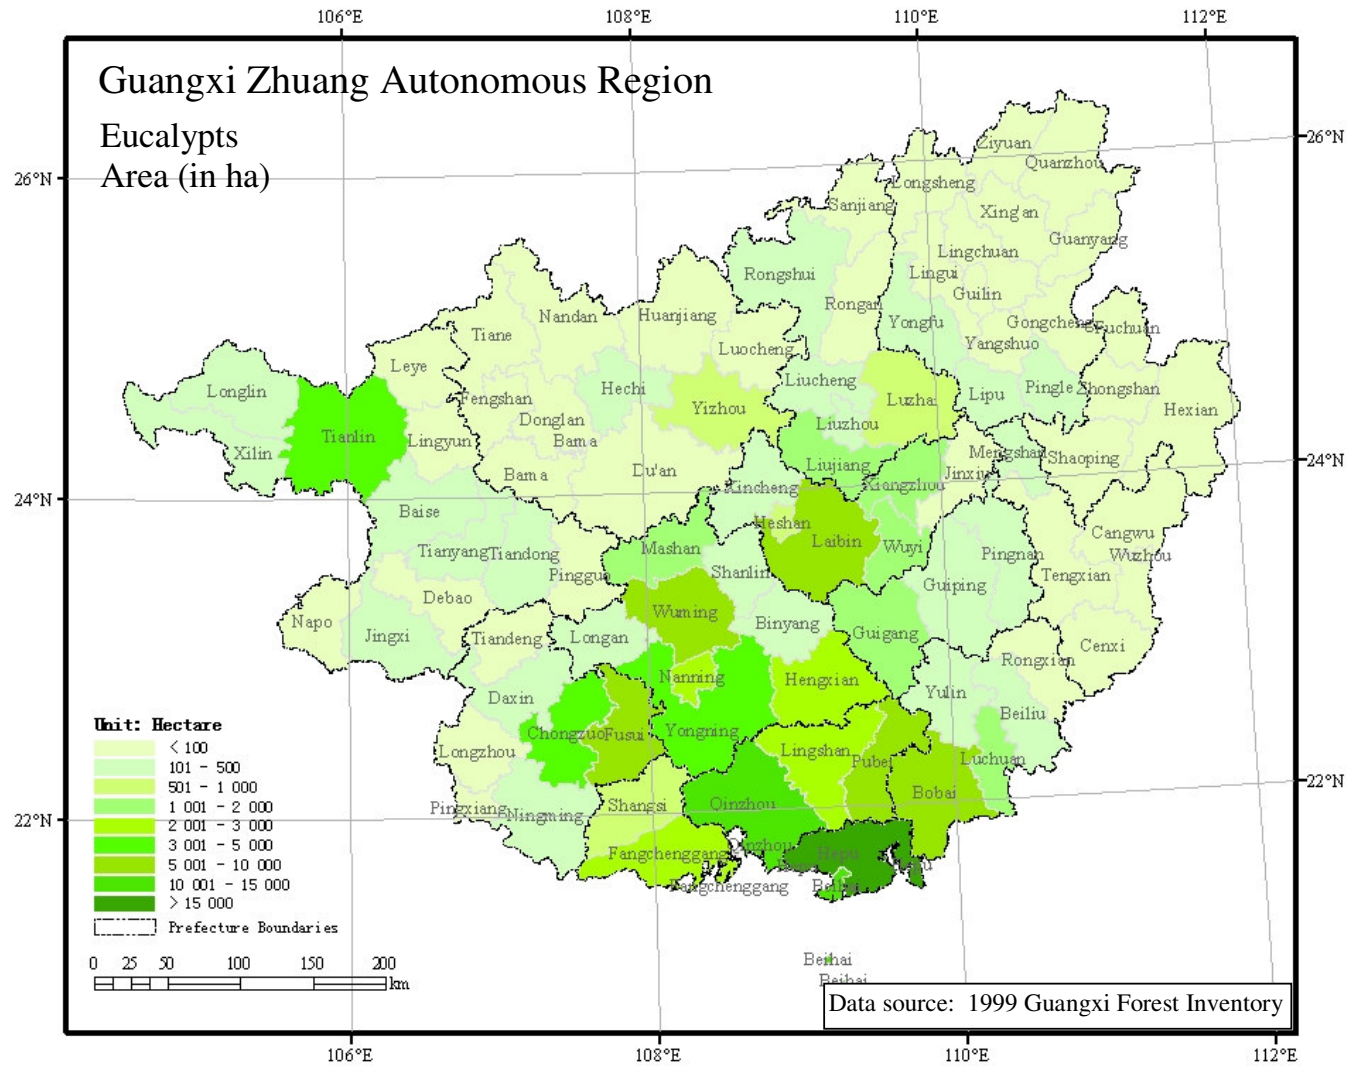 106°E 108°E 110°E 112°E
Guangxi Zhuang Autonomous Region
Eucalypts
Area (in ha)
26°N
26°N
Ziyuan
Quanzhou
Longsheng
Sanjiang
Xing'an
Guanyang
Lingchuan
Rongshui
Lingui
Guilin
Rongan
Nandan
Huanjiang
Yongfu
Gongcheng
Fuchuan
Tiane
Yangshuo
Luocheng
Leye
Liucheng
Longlin
Hechi
Pingle
Zhongshan
Lipu
Fengshan
Yizhou
Luzhai
Hexian
Donglan
Liuzhou
Tianlin
Lingyun
Bama
Xilin
Mengshan
Shaoping
24°N
Liujiang
Du'an
Bama
Jinxiu
24°N
Xincheng
Xiangzhou
Baise
Heshan
Cangwu
Laibin
Mashan
Wuyi
Tianyang
Tiandong
Pingnan
Wuzhou
Shanlin
Pingguo
Tengxian
Guiping
Debao
Wuming
Napo
Binyang
Jingxi
Tiandeng
Longan
Guigang
Cenxi
Rongxian
Nanning
Hengxian
Daxin
Yulin
Beiliu
Unit: Hectare
Chongzuo
Fusui
Yongning
< 100
Longzhou
Lingshan
Pubei
Luchuan
101 - 500
22°N
501 - 1 000
Bobai
Pingxiang
Ningming
Shangsi
Qinzhou
1 001 - 2 000
22°N
2 001 - 3 000
3 001 - 5 000
Fangchenggang
Qinzhou
Hepu
5 001 - 10 000
10 001 - 15 000
Fangchenggang
Beihai
> 15 000
Prefecture Boundaries
0 25 50 100 150 200
km
Beihai
Beihai
Data source: 1999 Guangxi Forest Inventory
106°E 108°E 110°E 112°E